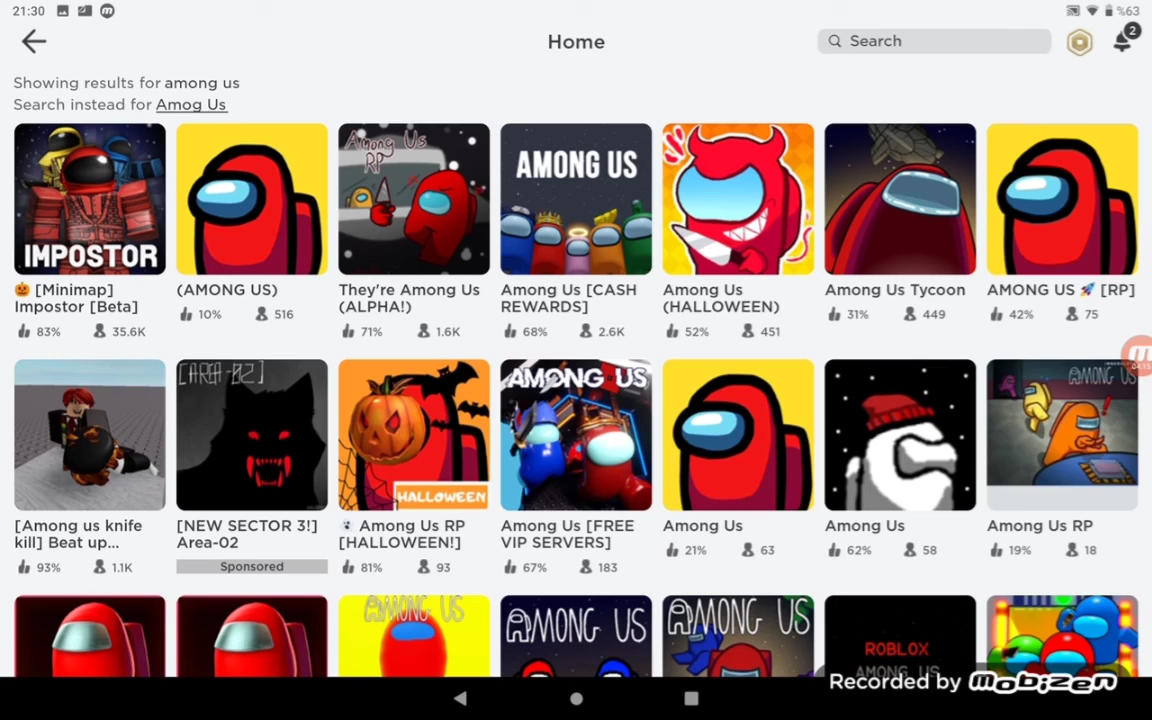 21:30
%63
Home
Search
2
Showing results for among us
Search instead for Amog Us
IMPOSTOR
Among Us
RP
AMONG US
🎃 [Minimap]
Impostor [Beta]
83% 35.6K
(AMONG US)
10% 516
They're Among Us
(ALPHA!)
71% 1.6K
Among Us [CASH
REWARDS]
68% 2.6K
Among Us
(HALLOWEEN)
52% 451
Among Us Tycoon
31% 449
AMONG US 🚀 [RP]
42% 75
04:15
[AREA-02]
HALLOWEEN
AMONG US
AMONG US
[Among us knife
kill] Beat up...
93% 1.1K
[NEW SECTOR 3!]
Area-02
Sponsored
👻 Among Us RP
[HALLOWEEN!]
81% 93
Among Us [FREE
VIP SERVERS]
67% 183
Among Us
21% 63
Among Us
62% 58
Among Us RP
19% 18
AMONG US
AMONG US
AMONG US
ROBLOX
AMONG US
Recorded by Mobizen